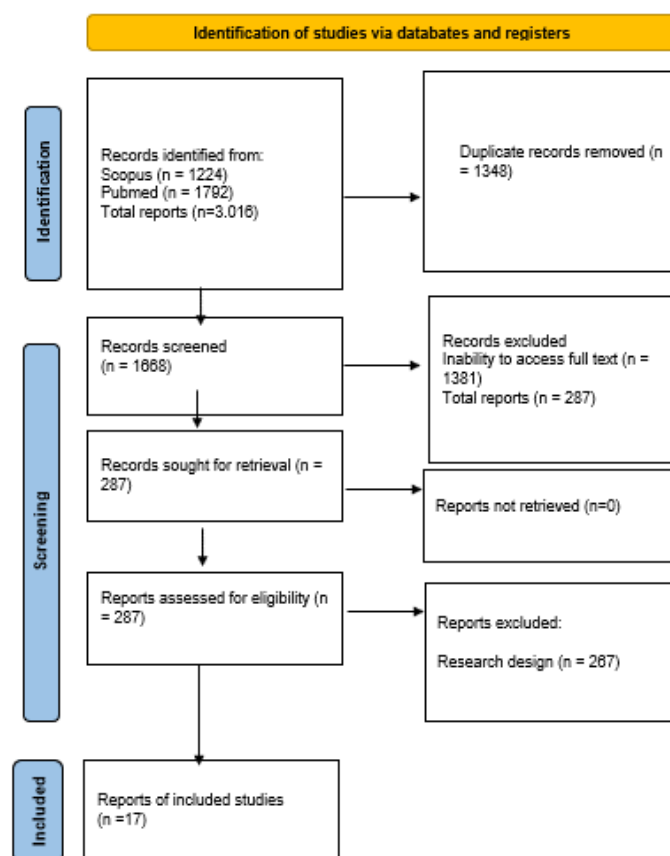 Identification of studies via databates and registers
Identification
Records identified from:
Scopus (n = 1224)
Pubmed (n = 1792)
Total reports (n=3.016)
Duplicate records removed (n
= 1348)
Screening
Records screened
(n = 1668)
Records excluded
Inability to access full text (n =
1381)
Total reports (n = 287)
Records sought for retrieval (n =
287)
Reports not retrieved (n=0)
Reports assessed for eligibility (n
= 287)
Reports excluded:
Research design (n = 267)
Included
Reports of included studies
(n =17)